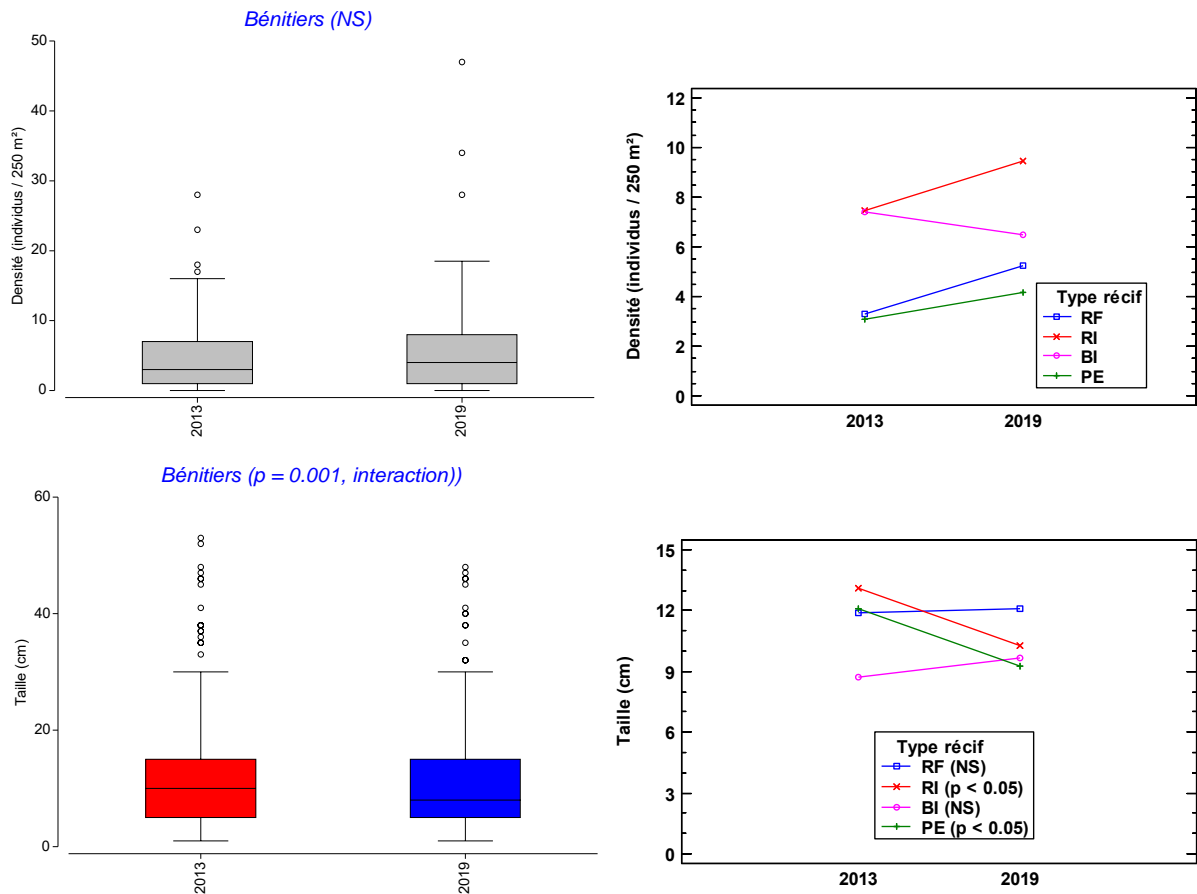 Bénitiers (NS)
Densité (individus / 250 m²)
50
40
30
20
10
0
2013
2019
Densité (individus / 250 m²)
12
10
8
6
4
2
0
2013
2019
Type récif
RF
RI
BI
PE
Bénitiers (p = 0.001, interaction))
Taille (cm)
60
40
20
0
2013
2019
Taille (cm)
15
12
9
6
3
0
2013
2019
Type récif
RF (NS)
RI (p < 0.05)
BI (NS)
PE (p < 0.05)